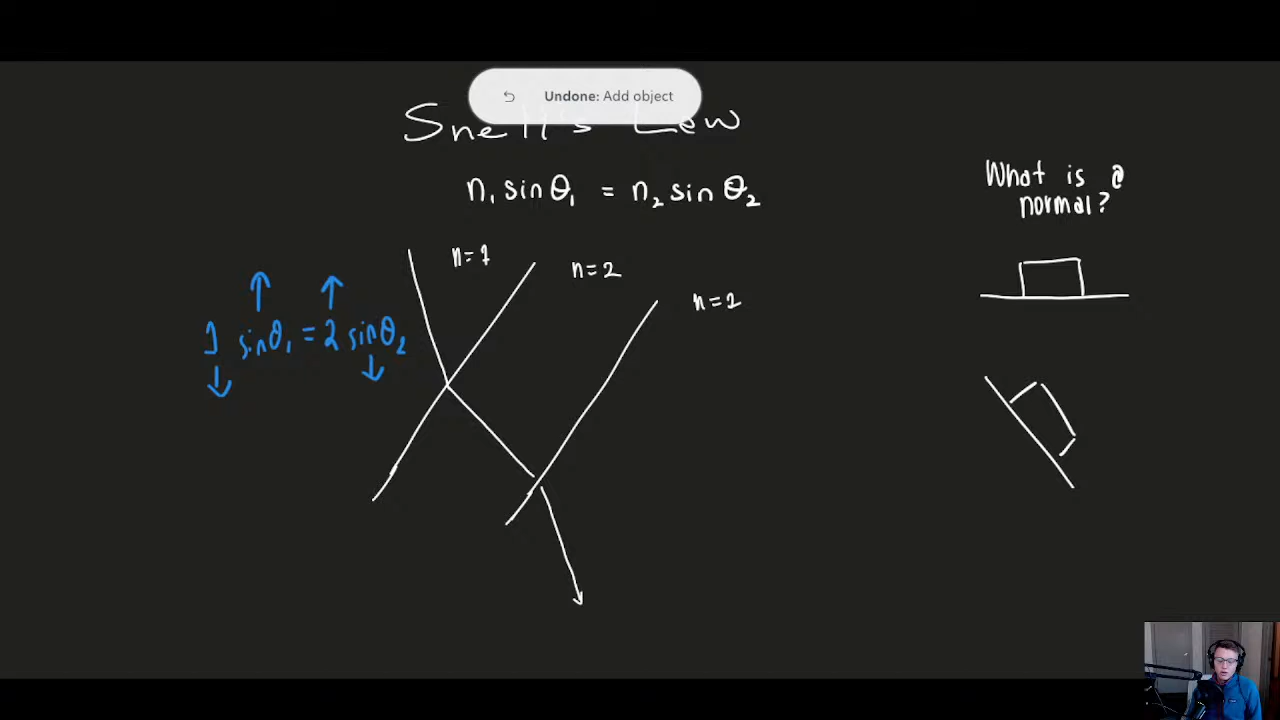 Undone: Add object
Snell's Law
n₁ sin θ₁ = n₂ sin θ₂
What is a
normal?
n=1
n=2
n=2
1 sin θ₁ = 2 sin θ₂